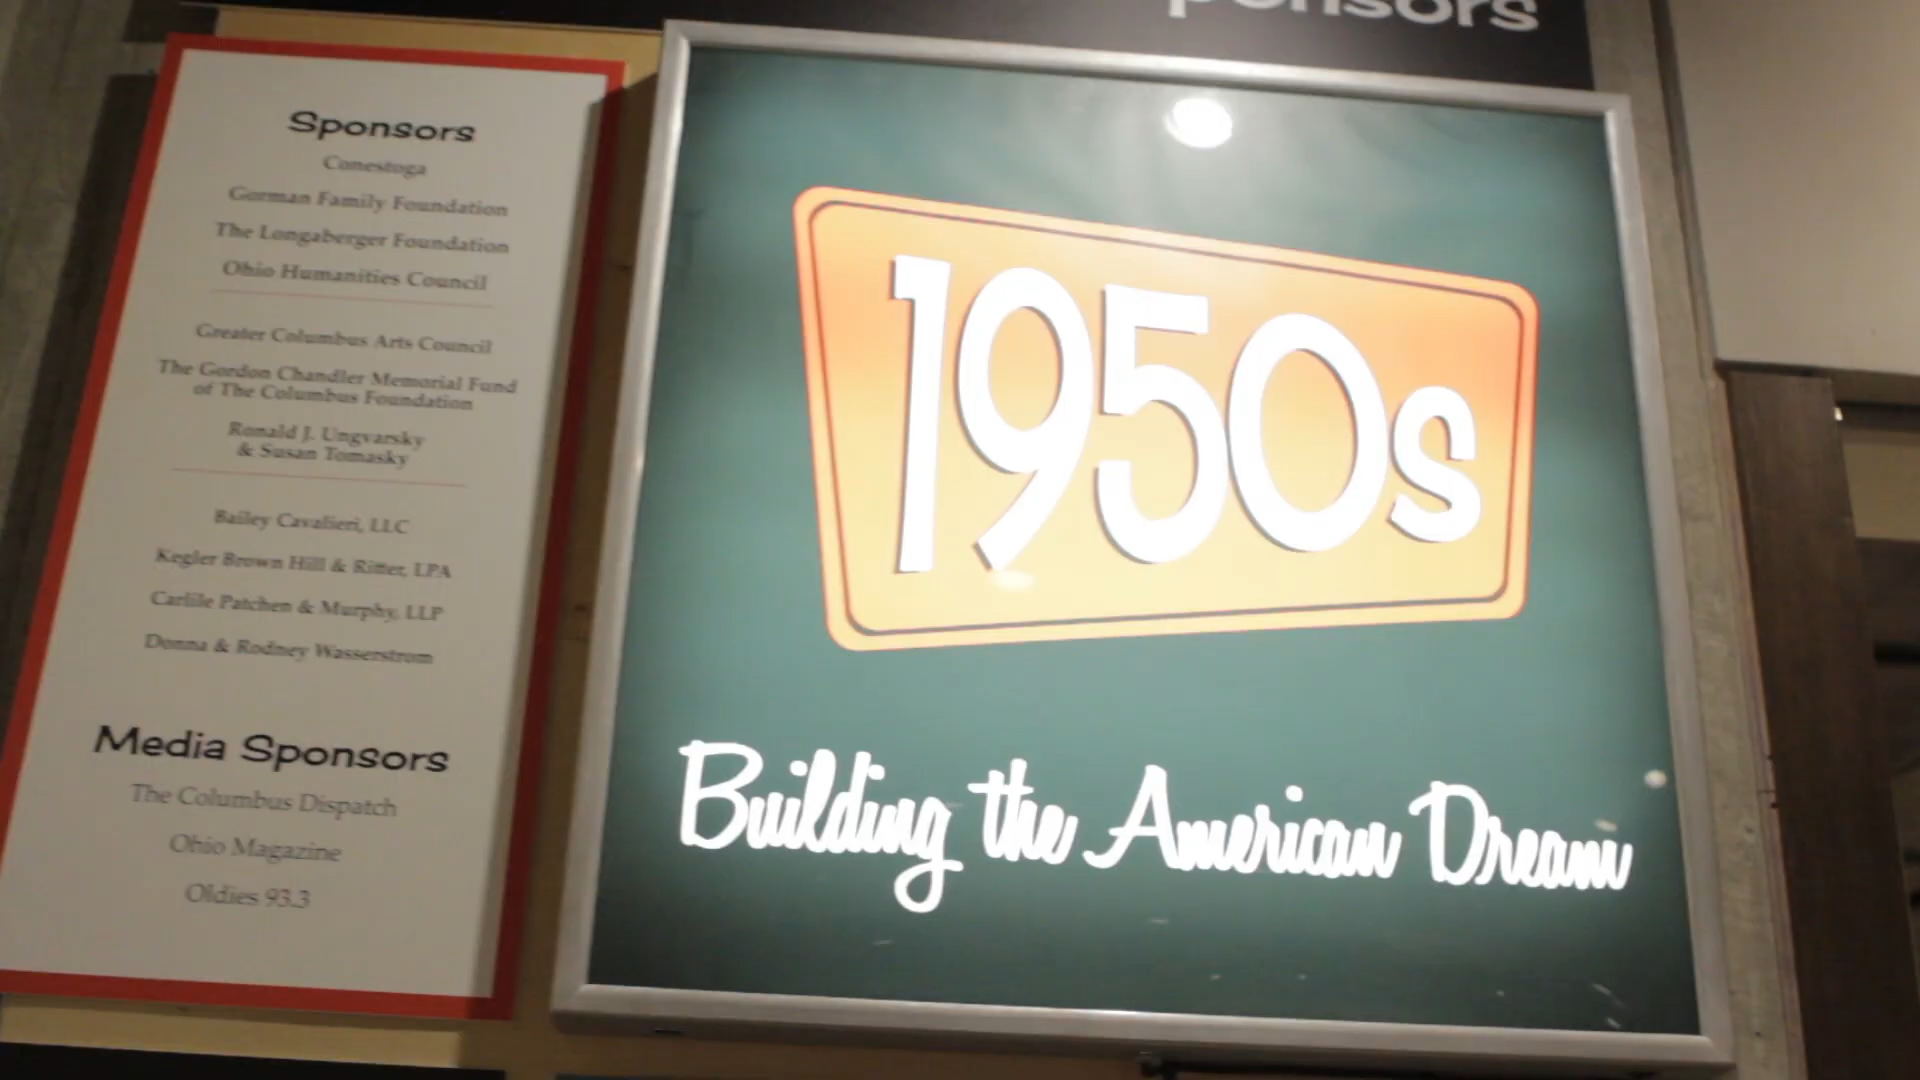 Sponsors
Conestoga
Gorman Family Foundation
The Longaberger Foundation
Ohio Humanities Council
Greater Columbus Arts Council
The Gordon Chandler Memorial Fund
of The Columbus Foundation
Ronald J. Ungvarsky
& Susan Tomasky
Bailey Cavalieri, LLC
Kegler Brown Hill & Ritter, LPA
Carlile Patchen & Murphy, LLP
Donna & Rodney Wasserstrom
Media Sponsors
The Columbus Dispatch
Ohio Magazine
Oldies 93.3
ponsors
1950s
Building the American Dream